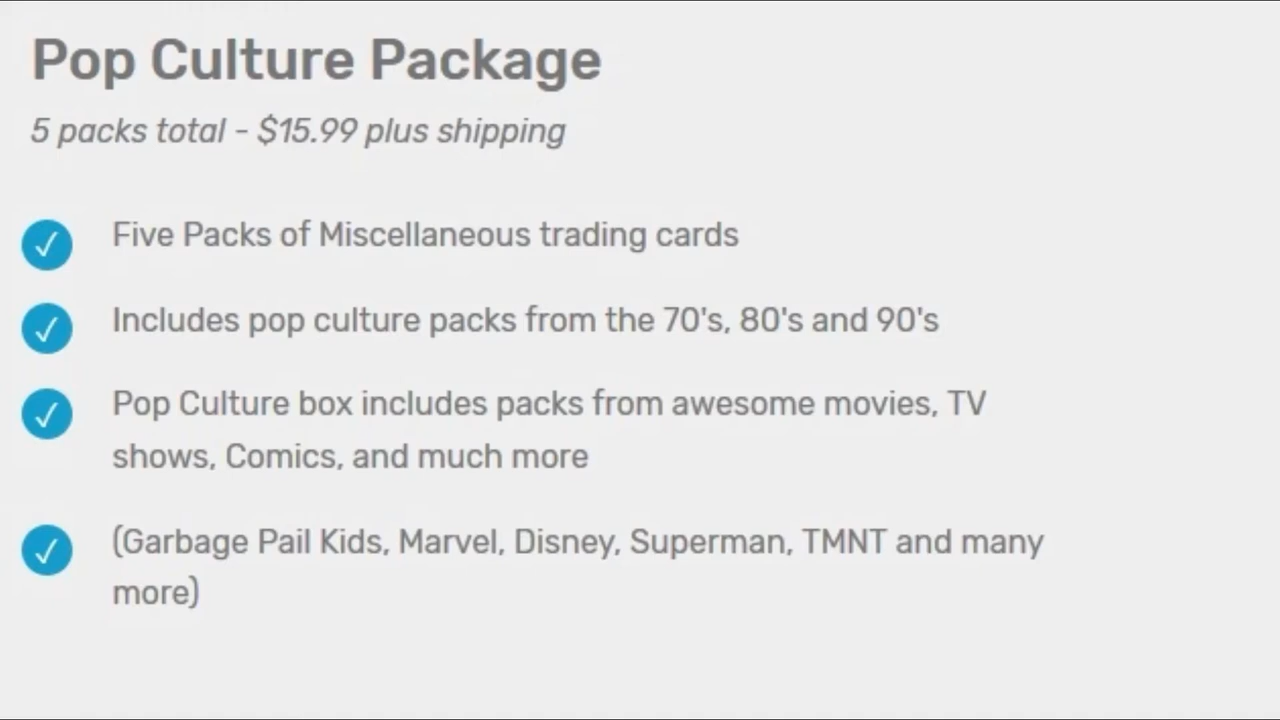 Pop Culture Package
5 packs total - $15.99 plus shipping
Five Packs of Miscellaneous trading cards
Includes pop culture packs from the 70's, 80's and 90's
Pop Culture box includes packs from awesome movies, TV
shows, Comics, and much more
(Garbage Pail Kids, Marvel, Disney, Superman, TMNT and many
more)